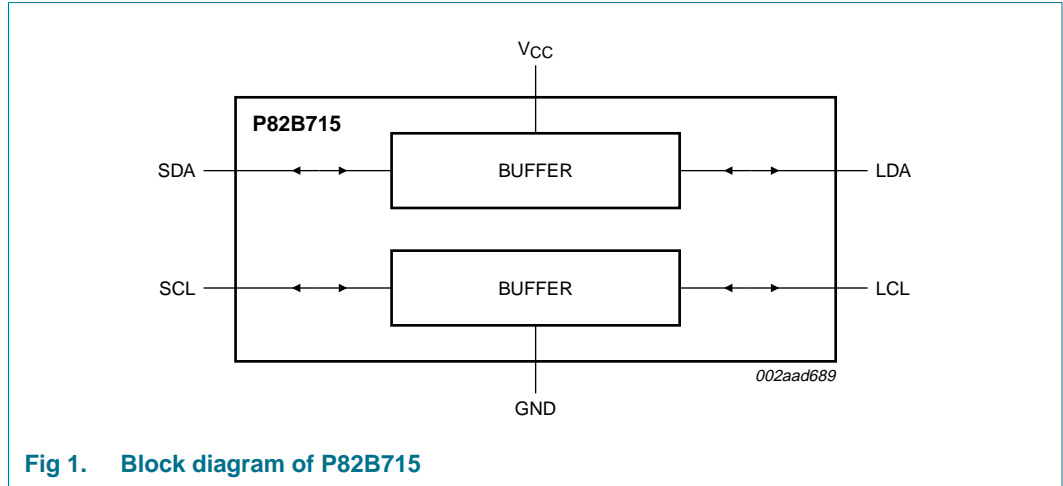 VCC
P82B715
SDA
BUFFER
LDA
SCL
BUFFER
LCL
002aad689
GND
Fig 1. Block diagram of P82B715